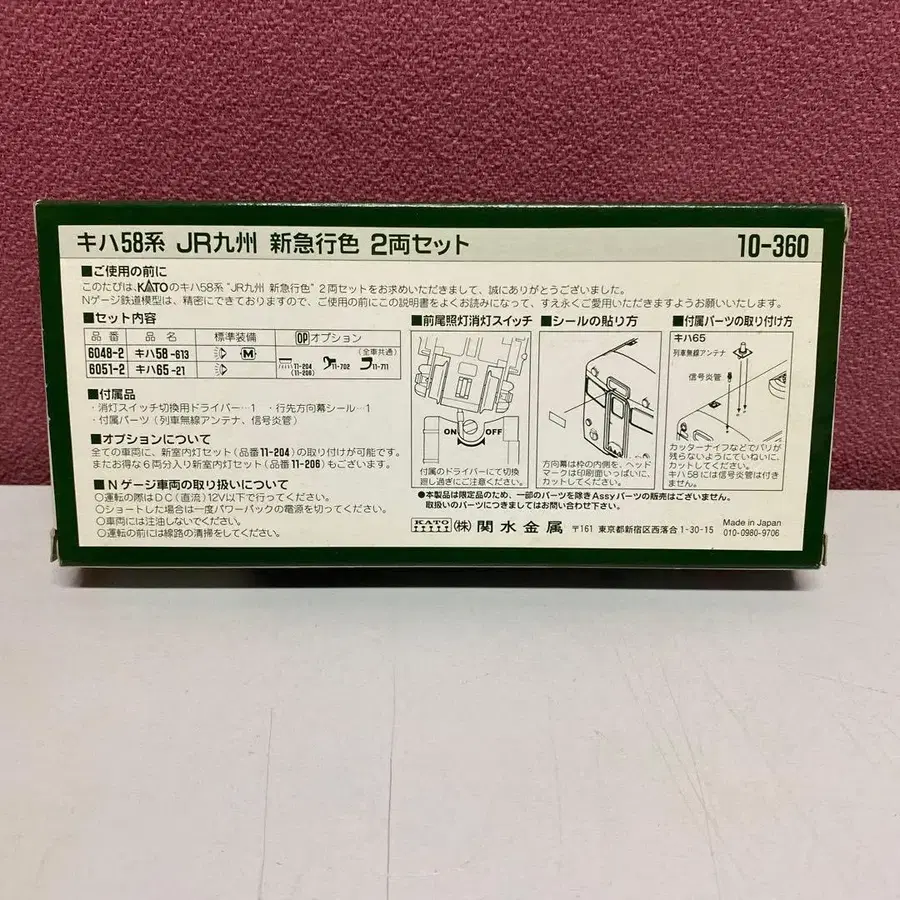 キハ58系 JR九州 新急行色 2両セット 10-360
■ご使用の前に
このたびは、KATOのキハ58系“JR九州 新急行色”2両セットをお求めいただきまして、誠にありがとうございました。
Nゲージ鉄道模型は、精密にできておりますので、ご使用の前にこの説明書をよくお読みになって、すえ永くご愛用いただきますようお願いいたします。
■セット内容
品番 品名 標準装備 OPオプション
6048-2 キハ58-613 M (全車共通)
6051-2 キハ65-21 11-204 (11-206) 11-702 11-711
■付属品
・消灯スイッチ切換用ドライバー…1 ・行先方向幕シール…1
・付属パーツ(列車無線アンテナ、信号炎管)
■オプションについて
全ての車両に、新室内灯セット(品番11-204)の取り付けが可能です。
またお得な6両分入り新室内灯セット(品番11-206)もございます。
■Nゲージ車両の取り扱いについて
○運転の際はDC(直流)12V以下で行ってください。
○ショートした場合は一度パワーパックの電源を切ってください。
○車両には注油しないでください。
○運転の前には線路の清掃をしてください。
■前尾照灯消灯スイッチ
ON OFF
付属のドライバーにて切換
廻し過ぎにご注意ください。
■シールの貼り方
方向幕は枠の内側を、ヘッド
マークは印刷面いっぱいに、
カットしてください。
■付属パーツの取り付け方
キハ65
列車無線アンテナ
信号炎管
カッターナイフなどでバリが
残らないようにていねいに、
カットしてください。
キハ58には信号炎管のみ
●本製品は限定品のため、一部のパーツを除きAssyパーツの販売はございません。
取扱いのパーツにつきましてはお問い合わせ下さい。
KATO (株)関水金属 〒161 東京都新宿区西落合1-30-15
Made in Japan
010-0980-9706